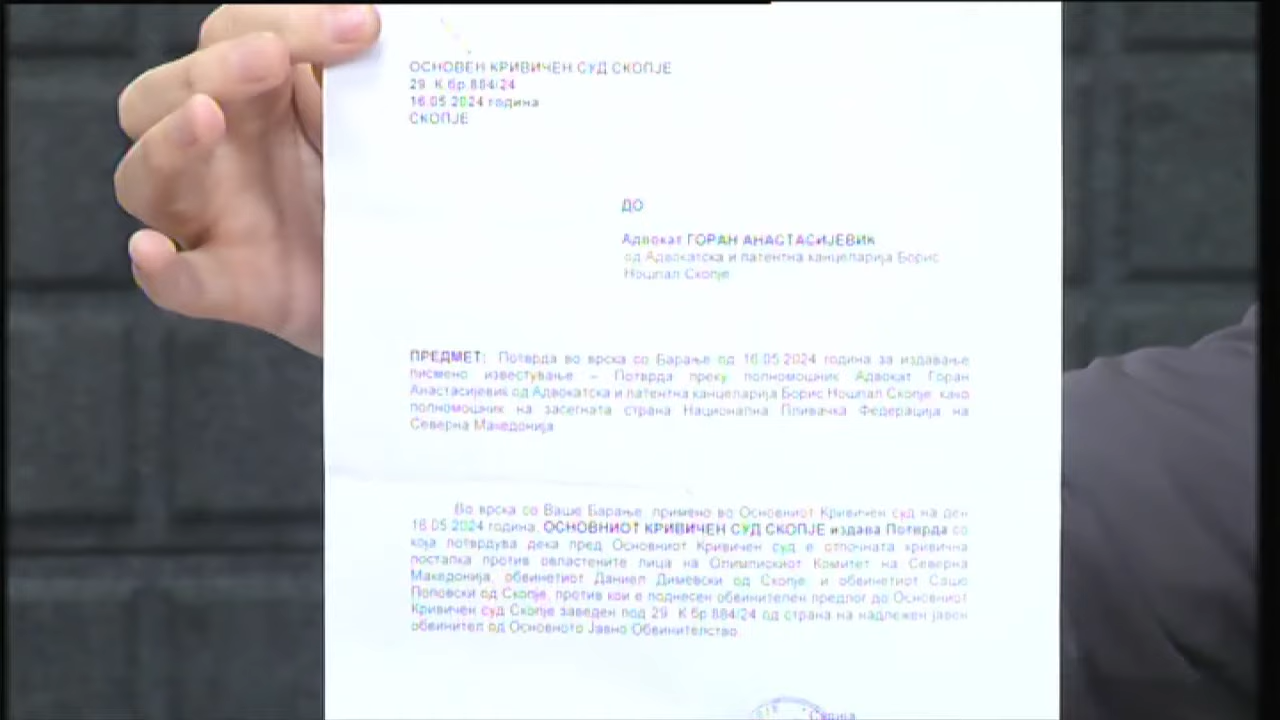 ОСНОВЕН КРИВИЧЕН СУД СКОПЈЕ
29 К.бр.884/24
16.05.2024 година
СКОПЈЕ
ДО
Адвокат ГОРАН АНАСТАСИЈЕВИК
од Адвокатска и патентна канцеларија Борис
Ношпал Скопје
ПРЕДМЕТ: Потврда во врска со Барање од 16.05.2024 година за издавање
писмено известување – Потврда преку полномошник Адвокат Горан
Анастасијевиќ од Адвокатска и патентна канцеларија Борис Ношпал Скопје, како
полномошник на засегната страна Национална Пливачка Федерација на
Северна Македонија
Во врска со Ваше Барање, примено во Основниот Кривичен суд на ден
16.05.2024 година, ОСНОВНИОТ КРИВИЧЕН СУД СКОПЈЕ издава Потврда со
која потврдува дека пред Основниот Кривичен суд е отпочната кривична
постапка против овластените лица на Олимпискиот Комитет на Северна
Македонија, обвинетиот Даниел Димевски од Скопје, и обвинетиот Сашо
Поповски од Скопје, против кои е поднесен обвинителен предлог до Основниот
Кривичен суд Скопје заведен под 29 К.бр.884/24 од страна на надлежен јавен
обвинител од Основното Јавно Обвинителство.
Судија